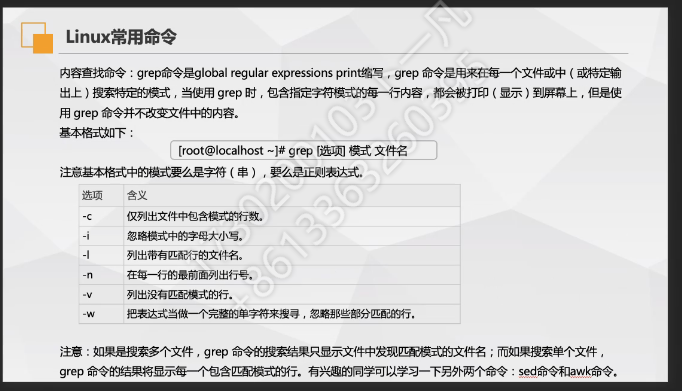 Linux常用命令
内容查找命令：grep命令是global regular expressions print缩写，grep 命令是用来在每一个文件或中（或特定输
出上）搜索特定的模式，当使用 grep 时，包含指定字符模式的每一行内容，都会被打印（显示）到屏幕上，但是使
用 grep 命令并不改变文件中的内容。
基本格式如下：
[root@localhost ~]# grep [选项] 模式 文件名
注意基本格式中的模式要么是字符（串），要么是正则表达式。
选项 含义
-c 仅列出文件中包含模式的行数。
-i 忽略模式中的字母大小写。
-l 列出带有匹配行的文件名。
-n 在每一行的最前面列出行号。
-v 列出没有匹配模式的行。
-w 把表达式当做一个完整的单字符来搜寻，忽略那些部分匹配的行。
注意：如果是搜索多个文件，grep 命令的搜索结果只显示文件中发现匹配模式的文件名；而如果搜索单个文件，
grep 命令的结果将显示每一个包含匹配模式的行。有兴趣的同学可以学习一下另外两个命令：sed命令和awk命令。